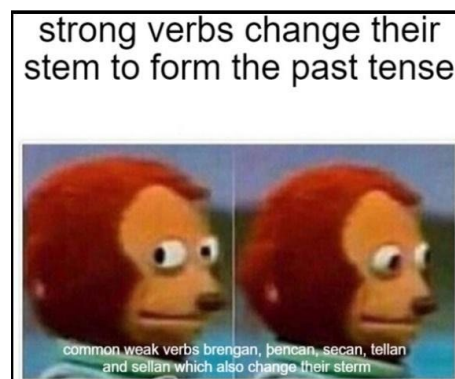 strong verbs change their
stem to form the past tense
common weak verbs brengan, þencan, secan, tellan
and sellan which also change their sterm